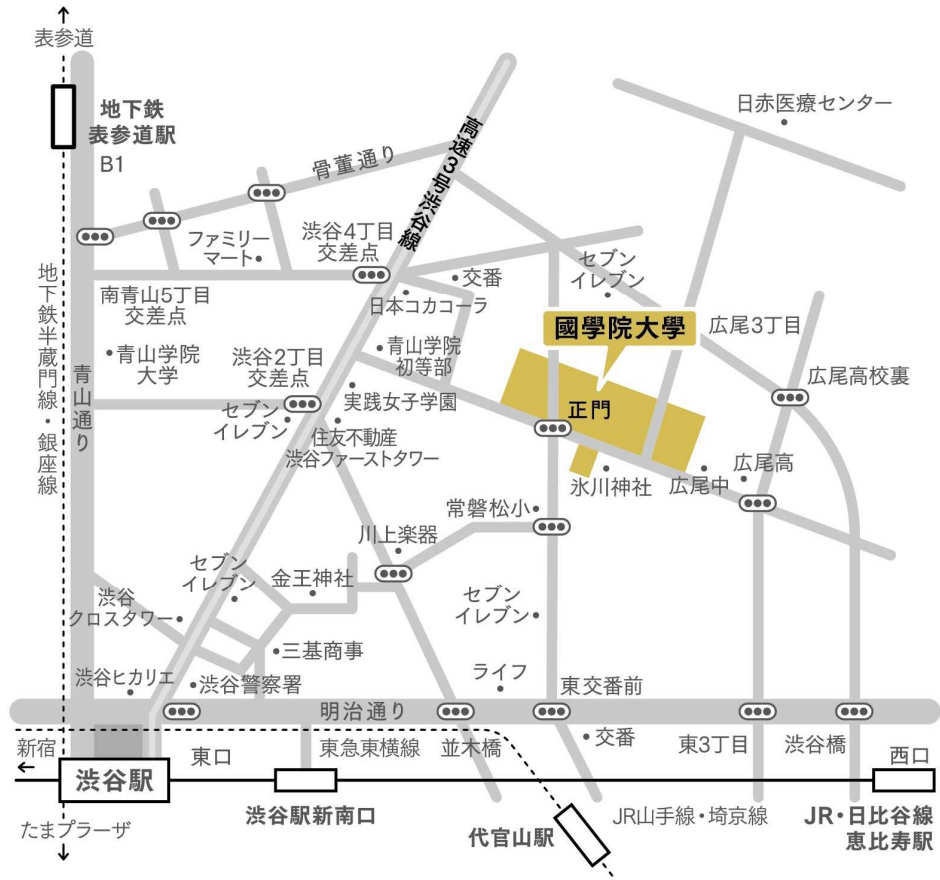 表参道
地下鉄
表参道駅
B1
骨董通り
高速3号渋谷線
日赤医療センター
ファミリー
マート
渋谷4丁目
交差点
交番
セブン
イレブン
日本コカコーラ
南青山5丁目
交差点
國學院大學
広尾3丁目
地下鉄半蔵門線・銀座線
青山通り
青山学院
大学
渋谷2丁目
交差点
青山学院
初等部
広尾高校裏
セブン
イレブン
実践女子学園
正門
住友不動産
渋谷ファーストタワー
氷川神社
広尾中
広尾高
常磐松小
川上楽器
セブン
イレブン
金王神社
セブン
イレブン
渋谷
クロスタワー
三基商事
渋谷ヒカリエ
渋谷警察署
ライフ
東交番前
明治通り
新宿
東口
東急東横線
並木橋
交番
東3丁目
渋谷橋
西口
渋谷駅
渋谷駅新南口
代官山駅
JR山手線・埼京線
JR・日比谷線
恵比寿駅
たまプラーザ